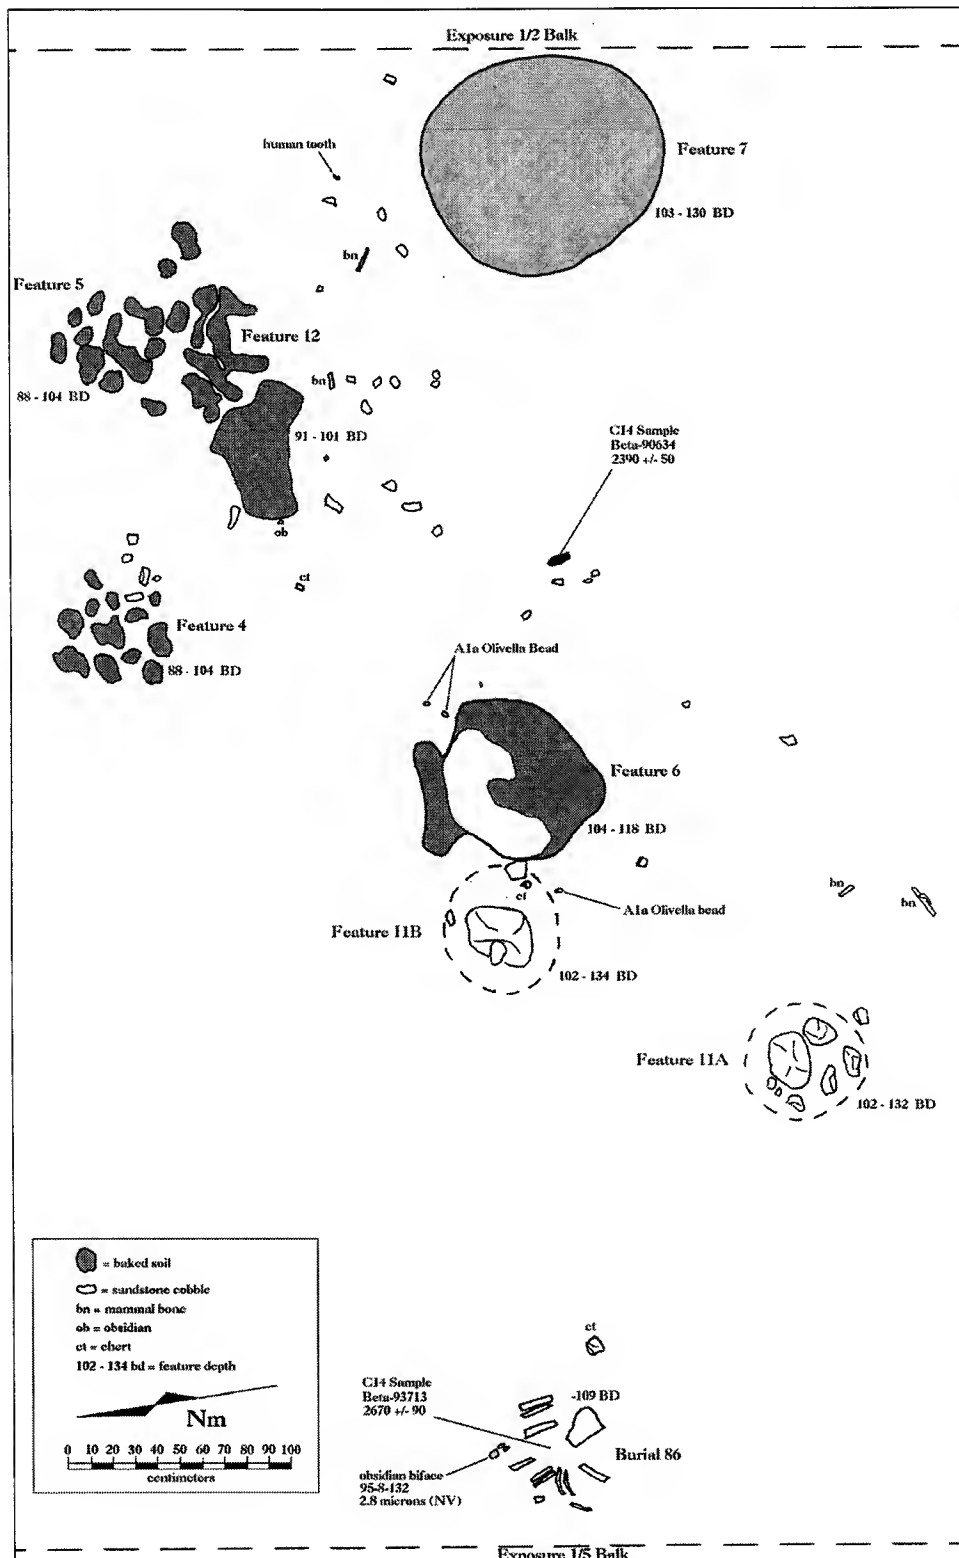 Exposure 1/2 Balk
human tooth
Feature 7
103 - 130 BD
bn
Feature 5
Feature 12
bn
88 - 104 BD
91 - 101 BD
C14 Sample
Beta-90634
2390 +/- 50
ob
ct
Feature 4
A1a Olivella Bead
88 - 104 BD
Feature 6
104 - 118 BD
ct
bn
bn
A1a Olivella bead
Feature 11B
102 - 134 BD
Feature 11A
102 - 132 BD
= baked soil
= sandstone cobble
bn = mammal bone
ob = obsidian
ct = chert
102 - 134 bd = feature depth
Nm
0 10 20 30 40 50 60 70 80 90 100
centimeters
ct
C14 Sample
Beta-93713
2670 +/- 90
-109 BD
Burial 86
obsidian biface
95-8-132
2.8 microns (NV)
Exposure 1/5 Balk